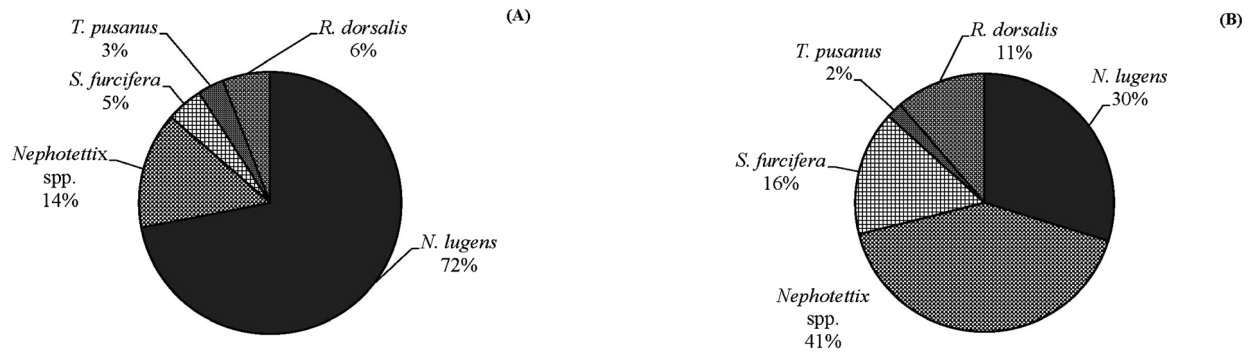 (A)
T. pusanus
3%
R. dorsalis
6%
S. furcifera
5%
Nephotettix
spp.
14%
N. lugens
72%
(B)
R. dorsalis
11%
T. pusanus
2%
N. lugens
30%
S. furcifera
16%
Nephotettix
spp.
41%